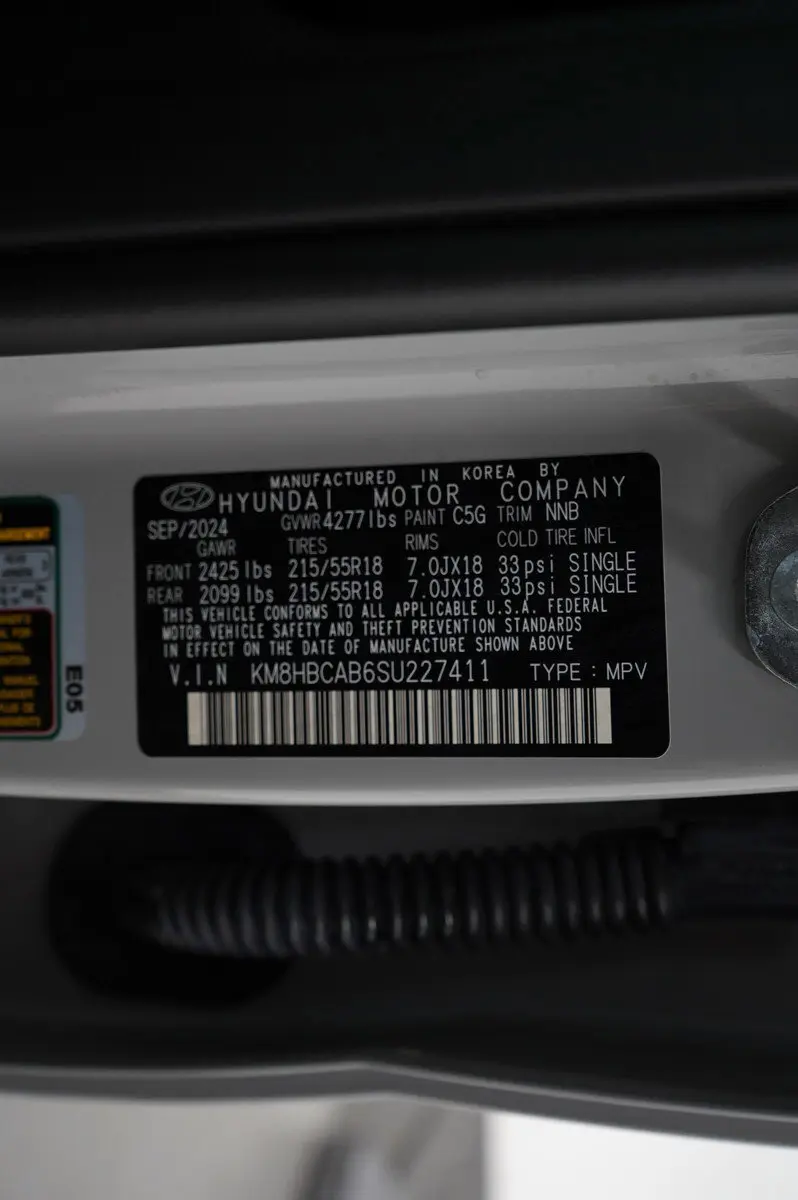 MANUFACTURED IN KOREA BY
HYUNDAI MOTOR COMPANY
SEP/2024 GVWR 4277lbs PAINT C5G TRIM NNB
GAWR TIRES RIMS COLD TIRE INFL
FRONT 2425 lbs 215/55R18 7.0JX18 33psi SINGLE
REAR 2099 lbs 215/55R18 7.0JX18 33psi SINGLE
THIS VEHICLE CONFORMS TO ALL APPLICABLE U.S.A. FEDERAL
MOTOR VEHICLE SAFETY AND THEFT PREVENTION STANDARDS
IN EFFECT ON THE DATE OF MANUFACTURE SHOWN ABOVE
V.I.N KM8HBCAB6SU227411 TYPE : MPV
E05